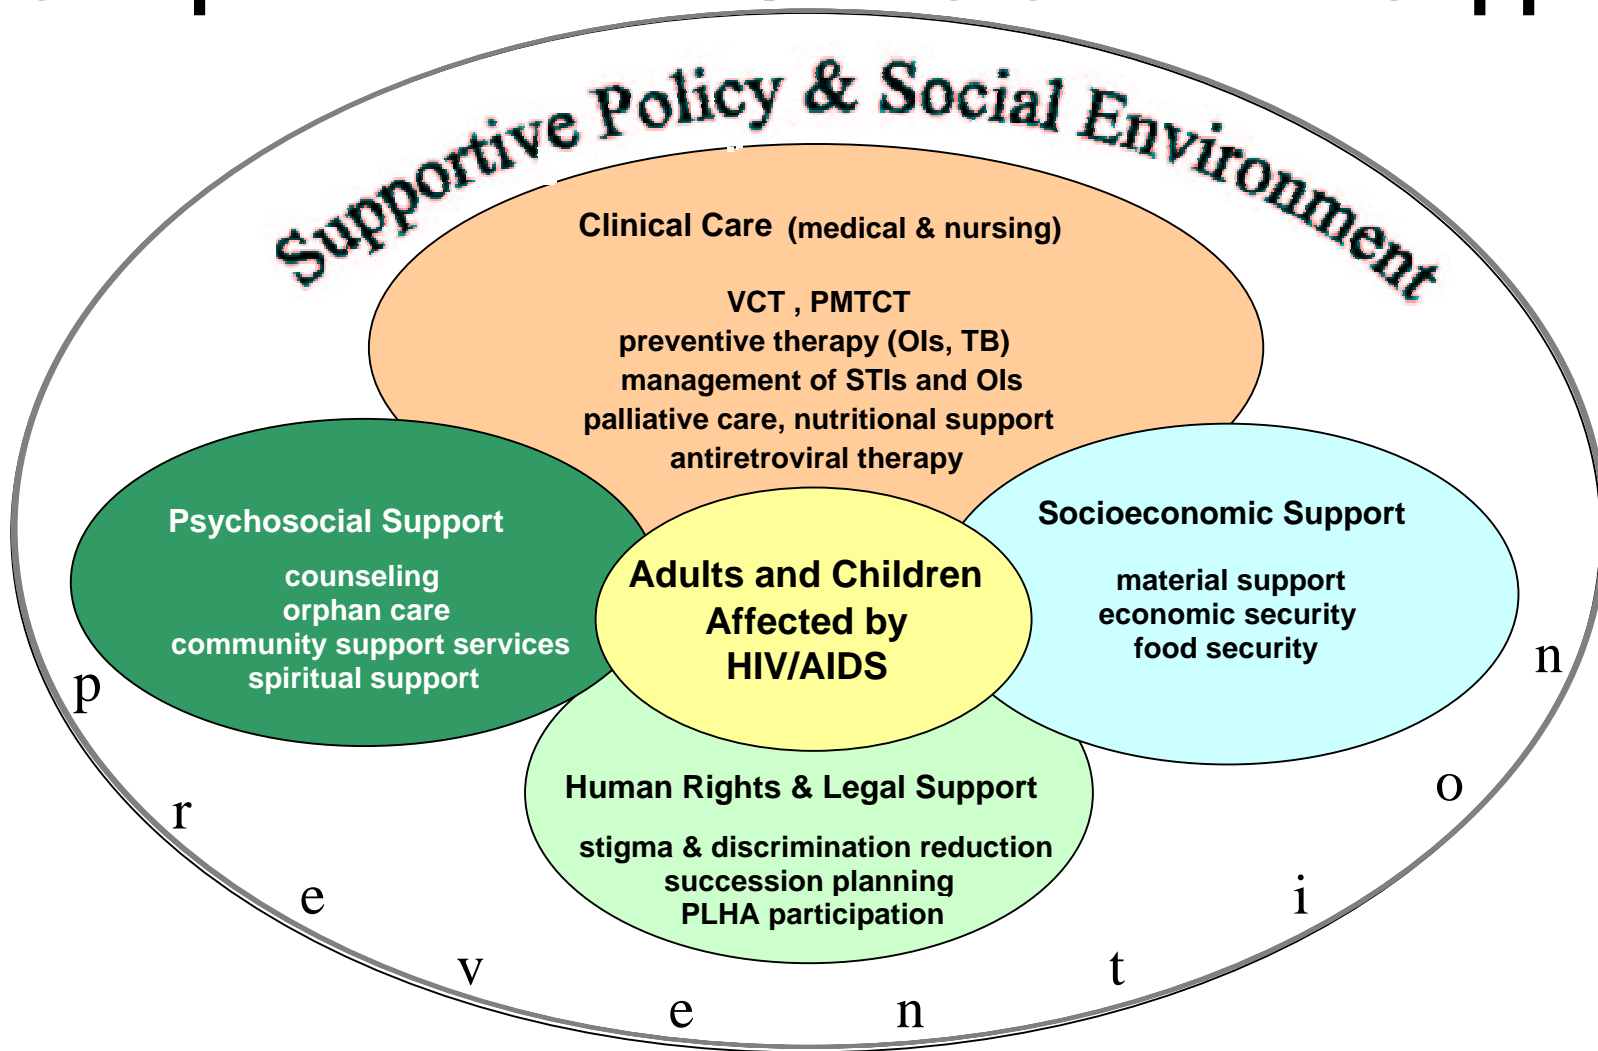 Supportive Policy & Social Environment
Clinical Care (medical & nursing)
VCT , PMTCT
preventive therapy (OIs, TB)
management of STIs and OIs
palliative care, nutritional support
antiretroviral therapy
Psychosocial Support
counseling
orphan care
community support services
spiritual support
Adults and Children
Affected by
HIV/AIDS
Socioeconomic Support
material support
economic security
food security
Human Rights & Legal Support
stigma & discrimination reduction
succession planning
PLHA participation
prevention